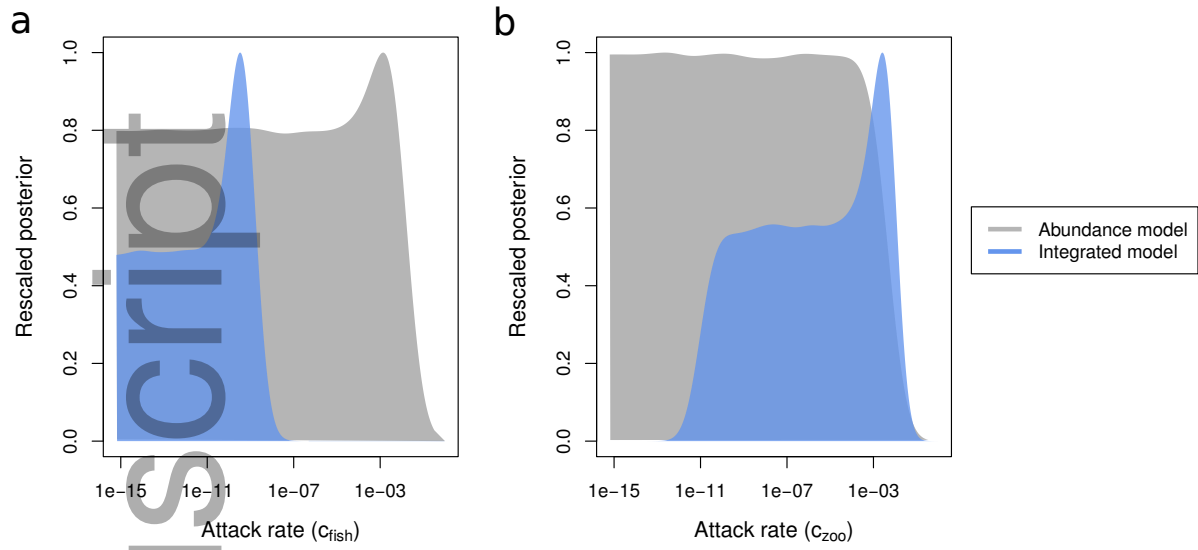 a
b
Rescaled posterior
0.0
0.2
0.4
0.6
0.8
1.0
1e-15
1e-11
1e-07
1e-03
Attack rate (c_fish)
Rescaled posterior
0.0
0.2
0.4
0.6
0.8
1.0
1e-15
1e-11
1e-07
1e-03
Attack rate (c_zoo)
Abundance model
Integrated model
script